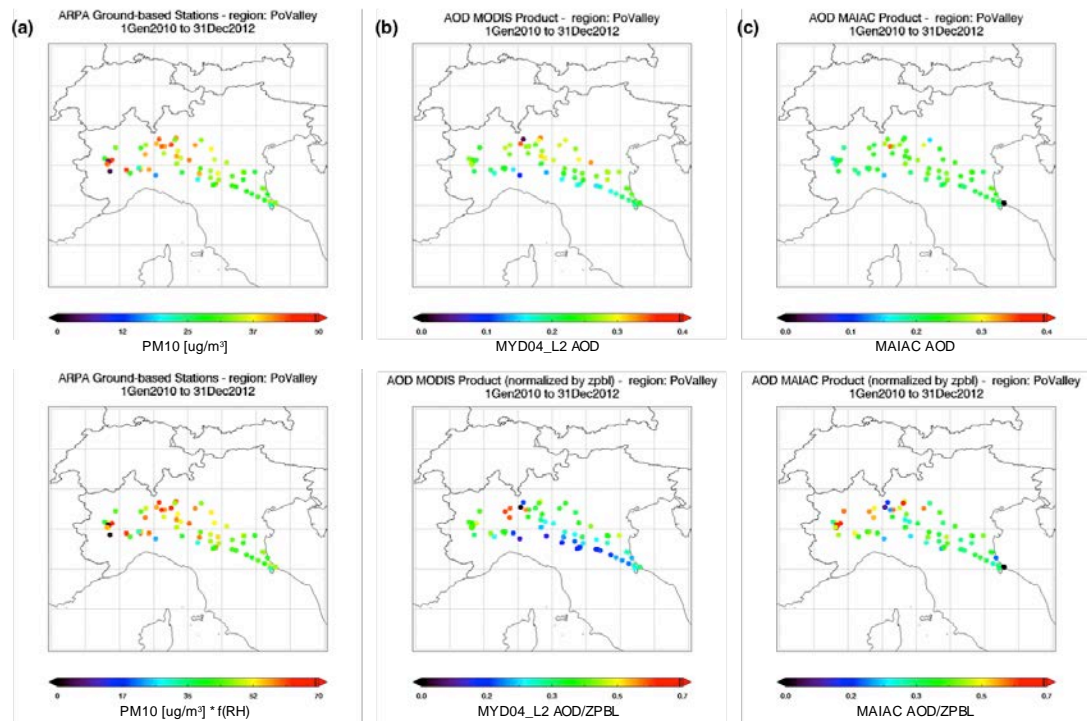 (a)
ARPA Ground-based Stations - region: PoValley
1Gen2010 to 31Dec2012
0 12 25 37 50
PM10 [ug/m³]
(b)
AOD MODIS Product - region: PoValley
1Gen2010 to 31Dec2012
0.0 0.1 0.2 0.3 0.4
MYD04_L2 AOD
(c)
AOD MAIAC Product - region: PoValley
1Gen2010 to 31Dec2012
0.0 0.1 0.2 0.3 0.4
MAIAC AOD
ARPA Ground-based Stations - region: PoValley
1Gen2010 to 31Dec2012
0 17 35 52 70
PM10 [ug/m³] * f(RH)
AOD MODIS Product (normalized by zpbl) - region: PoValley
1Gen2010 to 31Dec2012
0.0 0.2 0.3 0.5 0.7
MYD04_L2 AOD/ZPBL
AOD MAIAC Product (normalized by zpbl) - region: PoValley
1Gen2010 to 31Dec2012
0.0 0.2 0.3 0.5 0.7
MAIAC AOD/ZPBL